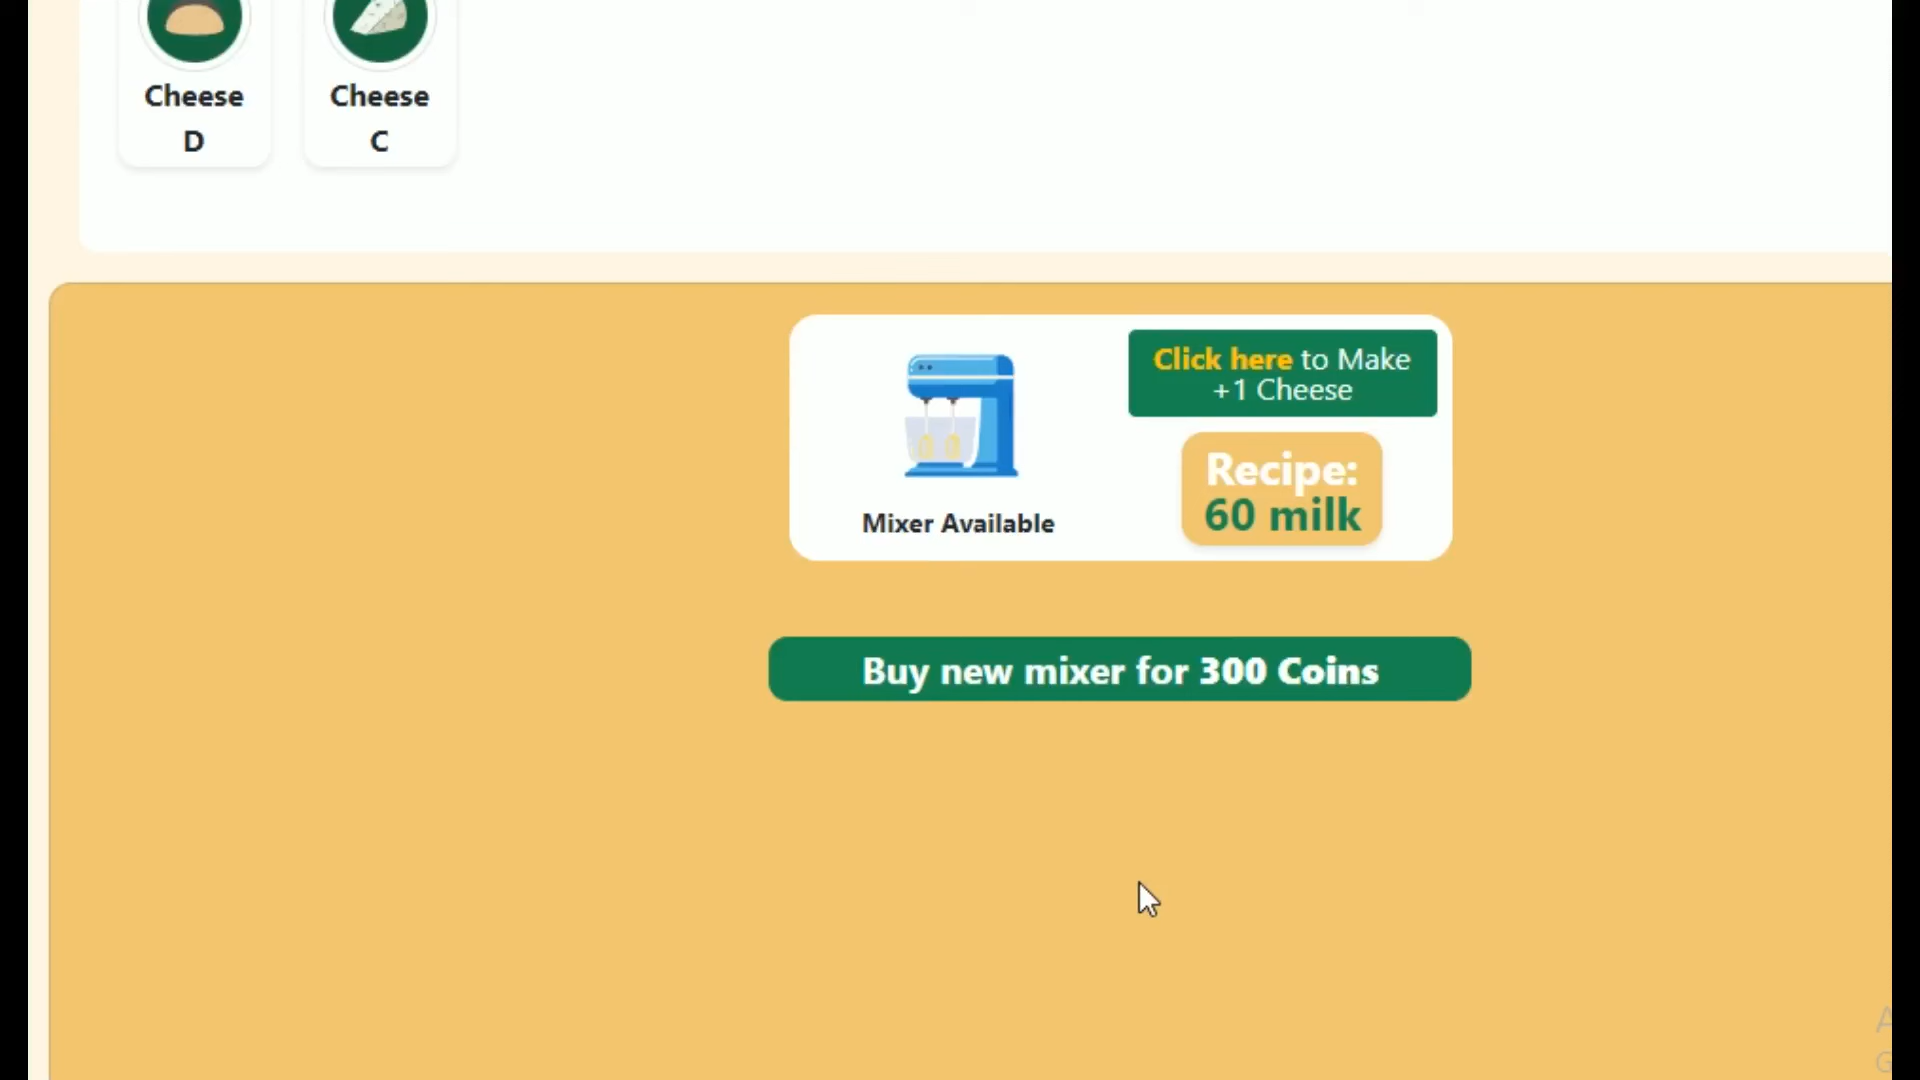 Cheese
D
Cheese
C
Click here to Make
+1 Cheese
Recipe:
60 milk
Mixer Available
Buy new mixer for 300 Coins